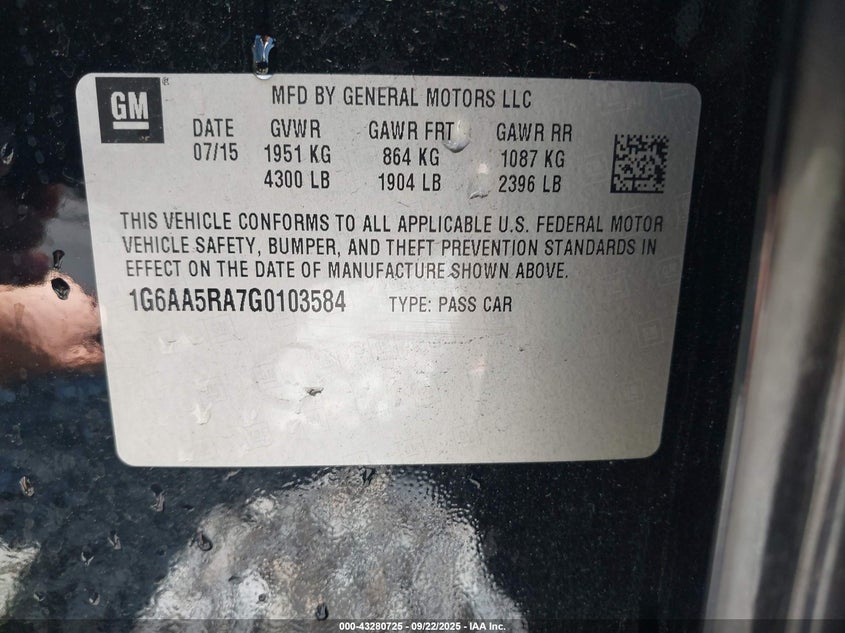 GM
MFD BY GENERAL MOTORS LLC
DATE GVWR GAWR FRT GAWR RR
07/15 1951 KG 864 KG 1087 KG
4300 LB 1904 LB 2396 LB
THIS VEHICLE CONFORMS TO ALL APPLICABLE U.S. FEDERAL MOTOR
VEHICLE SAFETY, BUMPER, AND THEFT PREVENTION STANDARDS IN
EFFECT ON THE DATE OF MANUFACTURE SHOWN ABOVE.
1G6AA5RA7G0103584 TYPE: PASS CAR
000-43280725 - 09/22/2025 - IAA Inc.